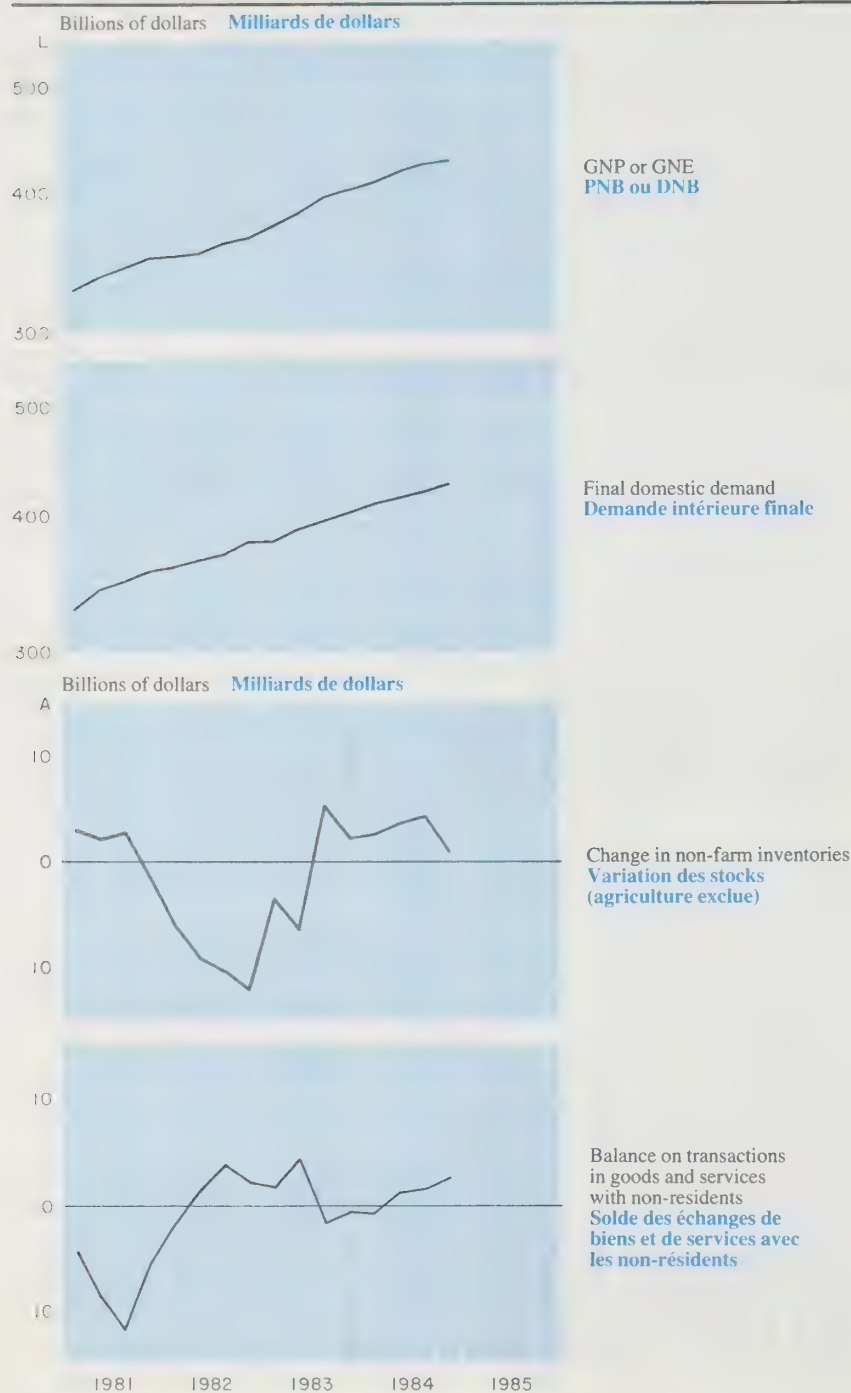 Billions of dollars Milliards de dollars
L
500
400
300
GNP or GNE
PNB ou DNB
500
400
300
Final domestic demand
Demande intérieure finale
Billions of dollars Milliards de dollars
A
10
0
10
Change in non-farm inventories
Variation des stocks
(agriculture exclue)
10
0
10
Balance on transactions
in goods and services
with non-residents
Solde des échanges de
biens et de services avec
les non-résidents
1981 1982 1983 1984 1985